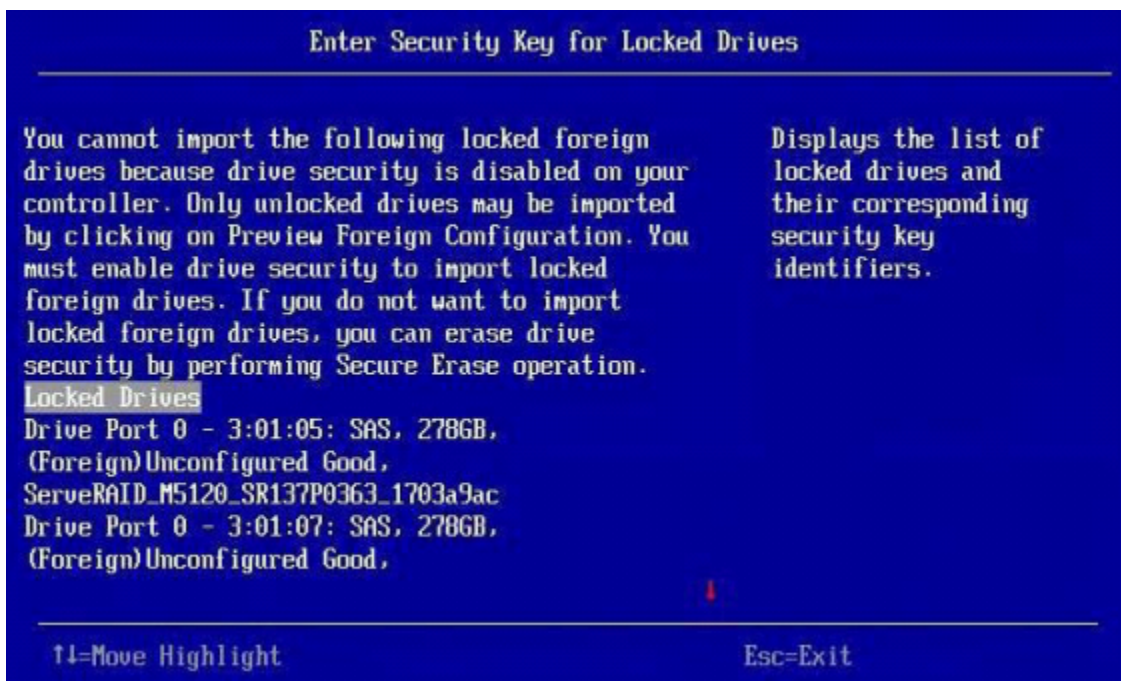 Enter Security Key for Locked Drives
You cannot import the following locked foreign
drives because drive security is disabled on your
controller. Only unlocked drives may be imported
by clicking on Preview Foreign Configuration. You
must enable drive security to import locked
foreign drives. If you do not want to import
locked foreign drives, you can erase drive
security by performing Secure Erase operation.
Locked Drives
Drive Port 0 - 3:01:05: SAS, 278GB,
(Foreign)Unconfigured Good,
ServeRAID_M5120_SR137P0363_1703a9ac
Drive Port 0 - 3:01:07: SAS, 278GB,
(Foreign)Unconfigured Good,
Displays the list of
locked drives and
their corresponding
security key
identifiers.
↓
↑↓=Move Highlight
Esc=Exit